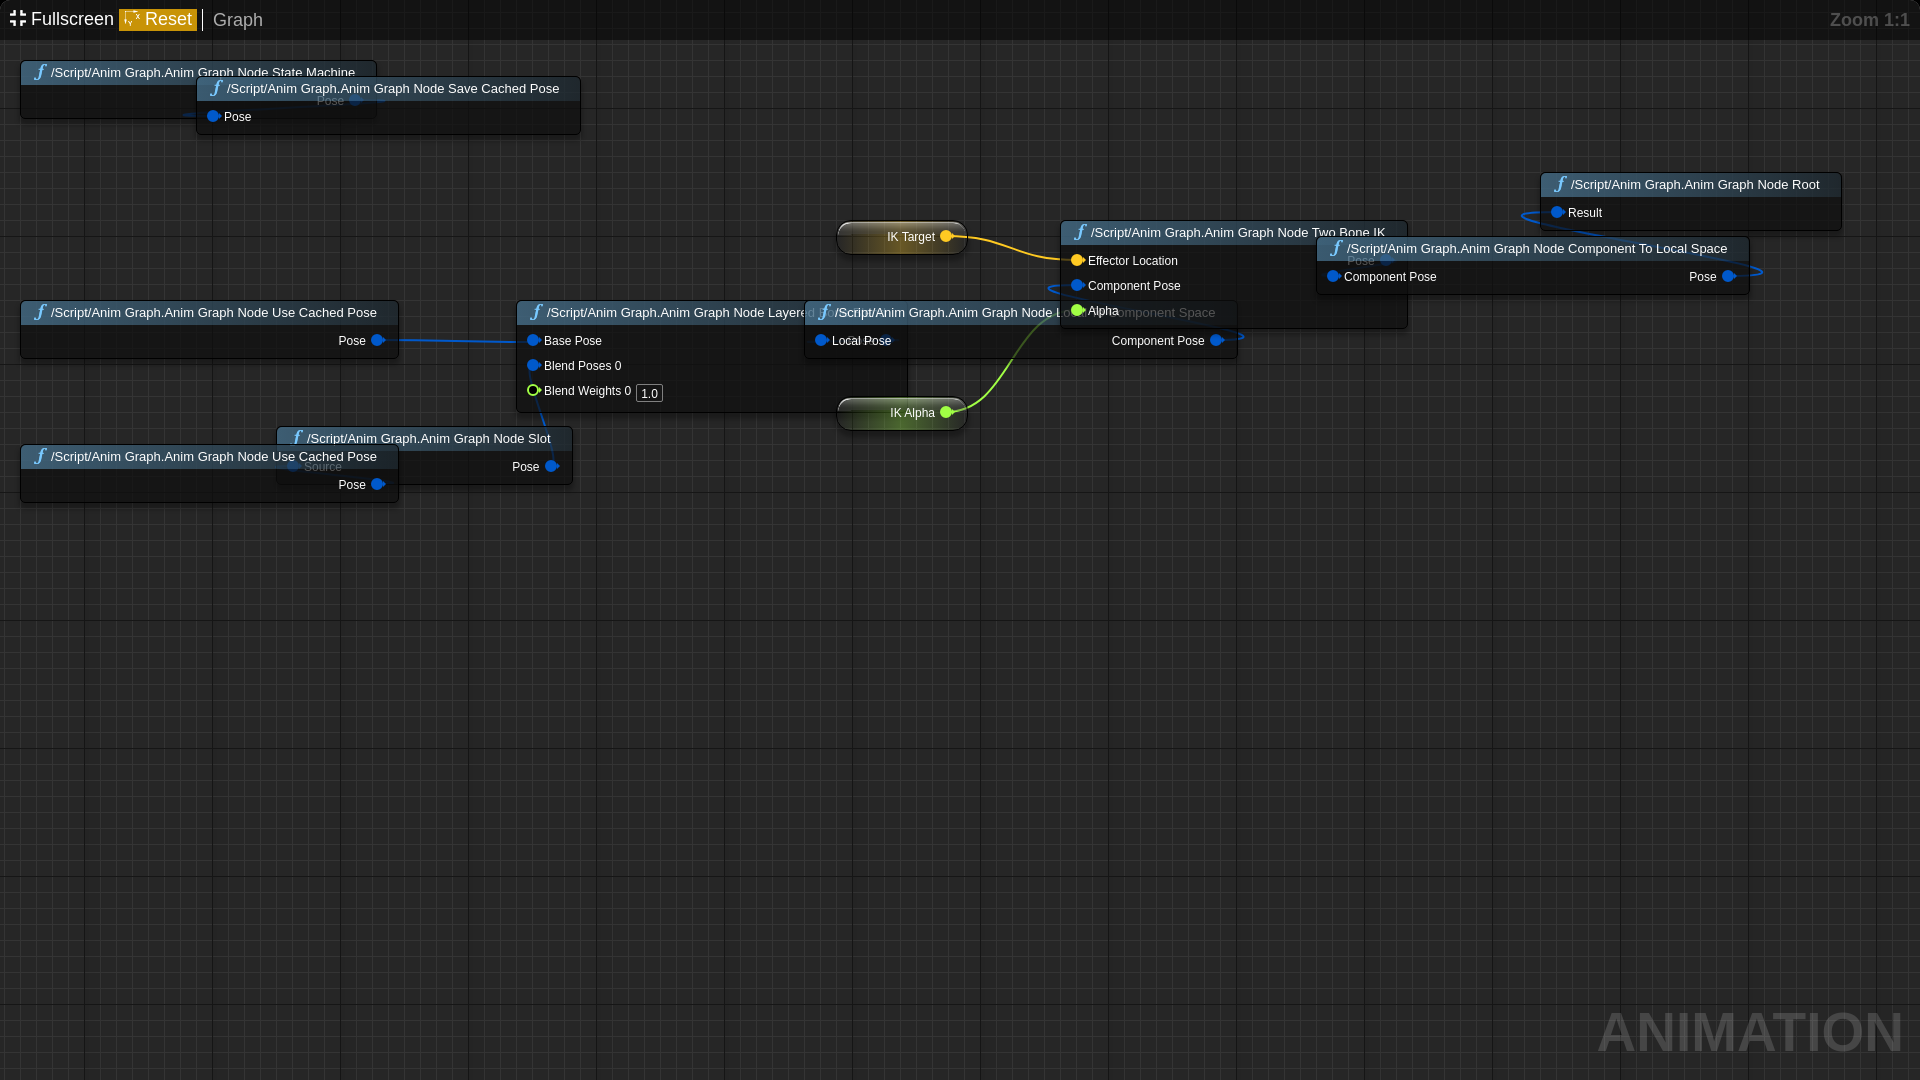 Fullscreen Reset Graph Zoom 1:1
/Script/Anim Graph.Anim Graph Node State Machine
Pose
/Script/Anim Graph.Anim Graph Node Save Cached Pose
Pose
/Script/Anim Graph.Anim Graph Node Root
Result
IK Target
/Script/Anim Graph.Anim Graph Node Two Bone IK
Effector Location
Component Pose
Alpha
Pose
/Script/Anim Graph.Anim Graph Node Component To Local Space
Component Pose Pose
/Script/Anim Graph.Anim Graph Node Use Cached Pose
Pose
/Script/Anim Graph.Anim Graph Node Layered
Base Pose
Blend Poses 0
Blend Weights 0 1.0
/Script/Anim Graph.Anim Graph Node Component Space
Local Pose Component Pose
IK Alpha
/Script/Anim Graph.Anim Graph Node Slot
Source Pose
/Script/Anim Graph.Anim Graph Node Use Cached Pose
Pose
ANIMATION